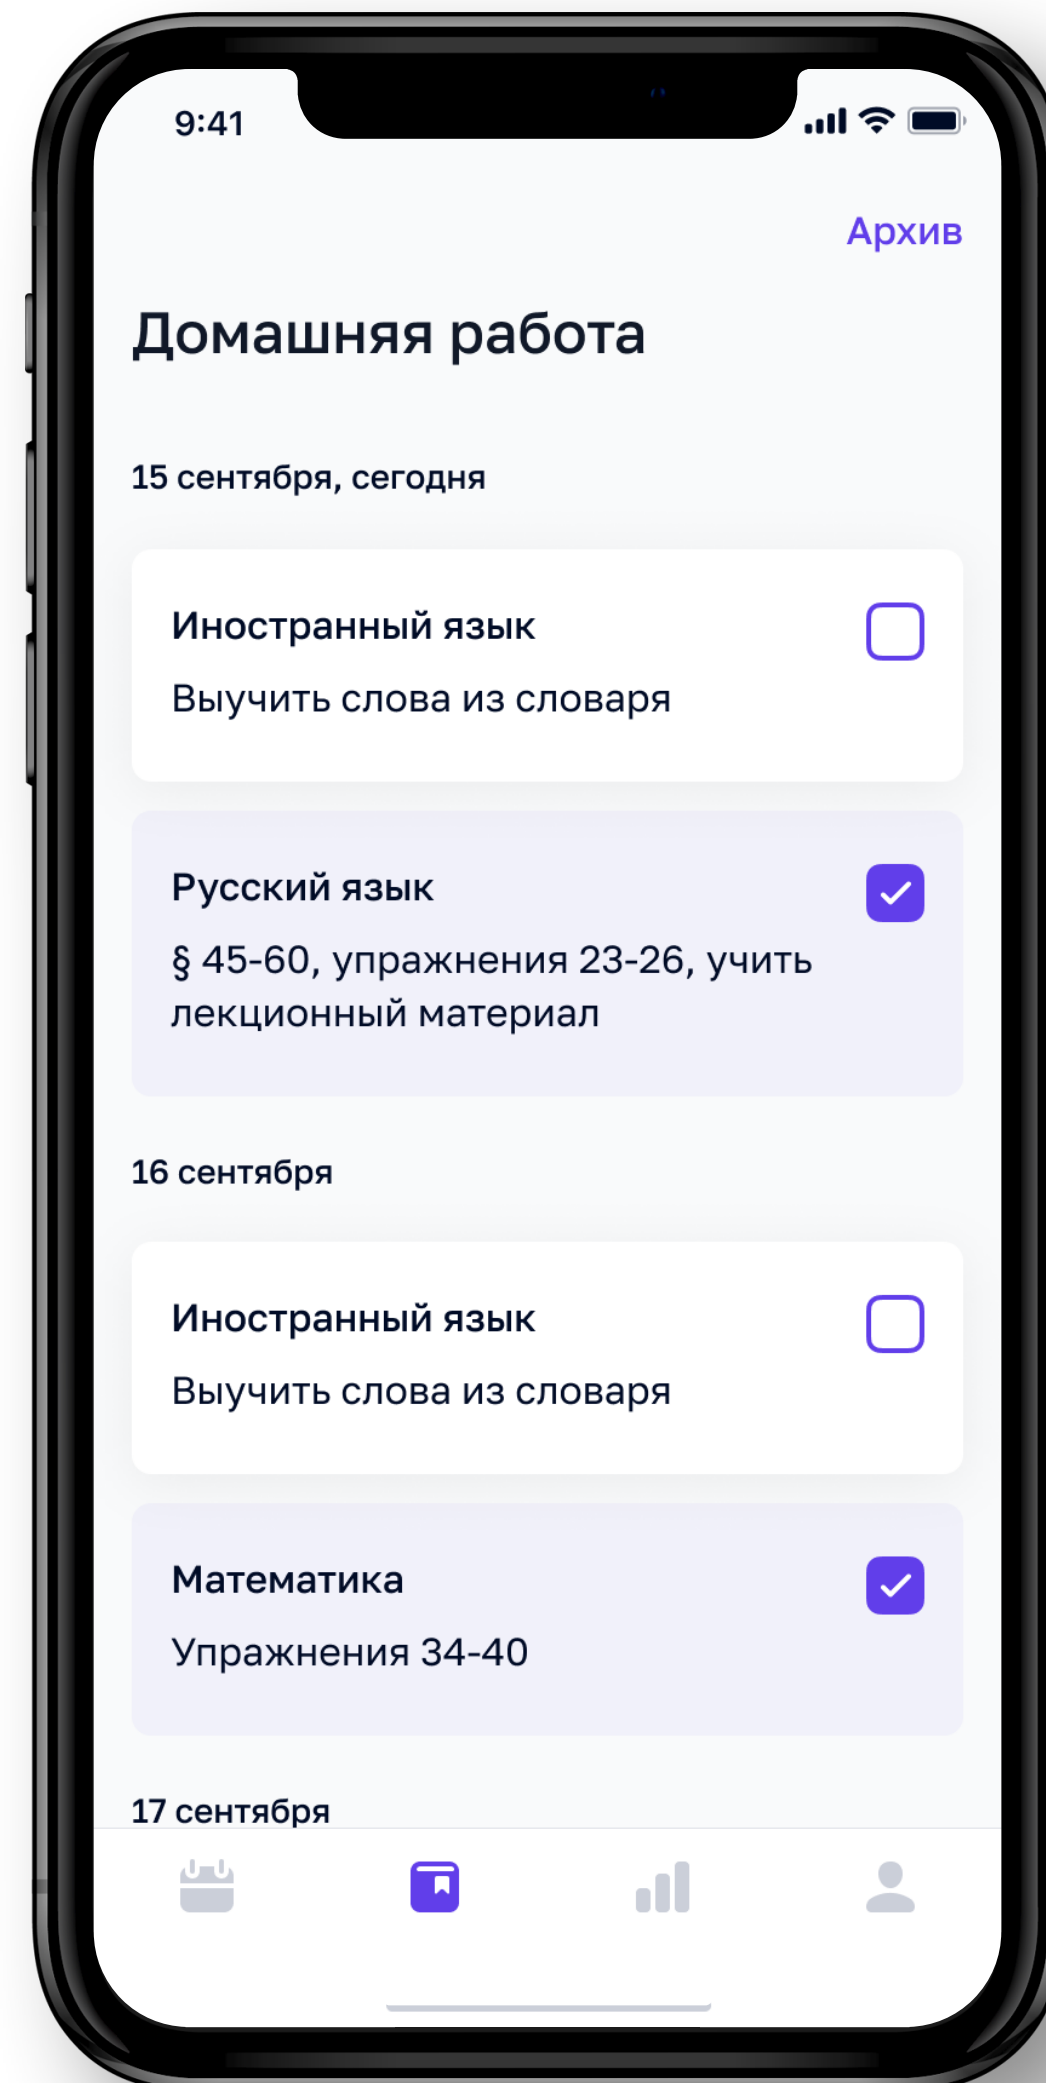 9:41
Архив
Домашняя работа
15 сентября, сегодня
Иностранный язык
Выучить слова из словаря
Русский язык
§ 45-60, упражнения 23-26, учить
лекционный материал
16 сентября
Иностранный язык
Выучить слова из словаря
Математика
Упражнения 34-40
17 сентября